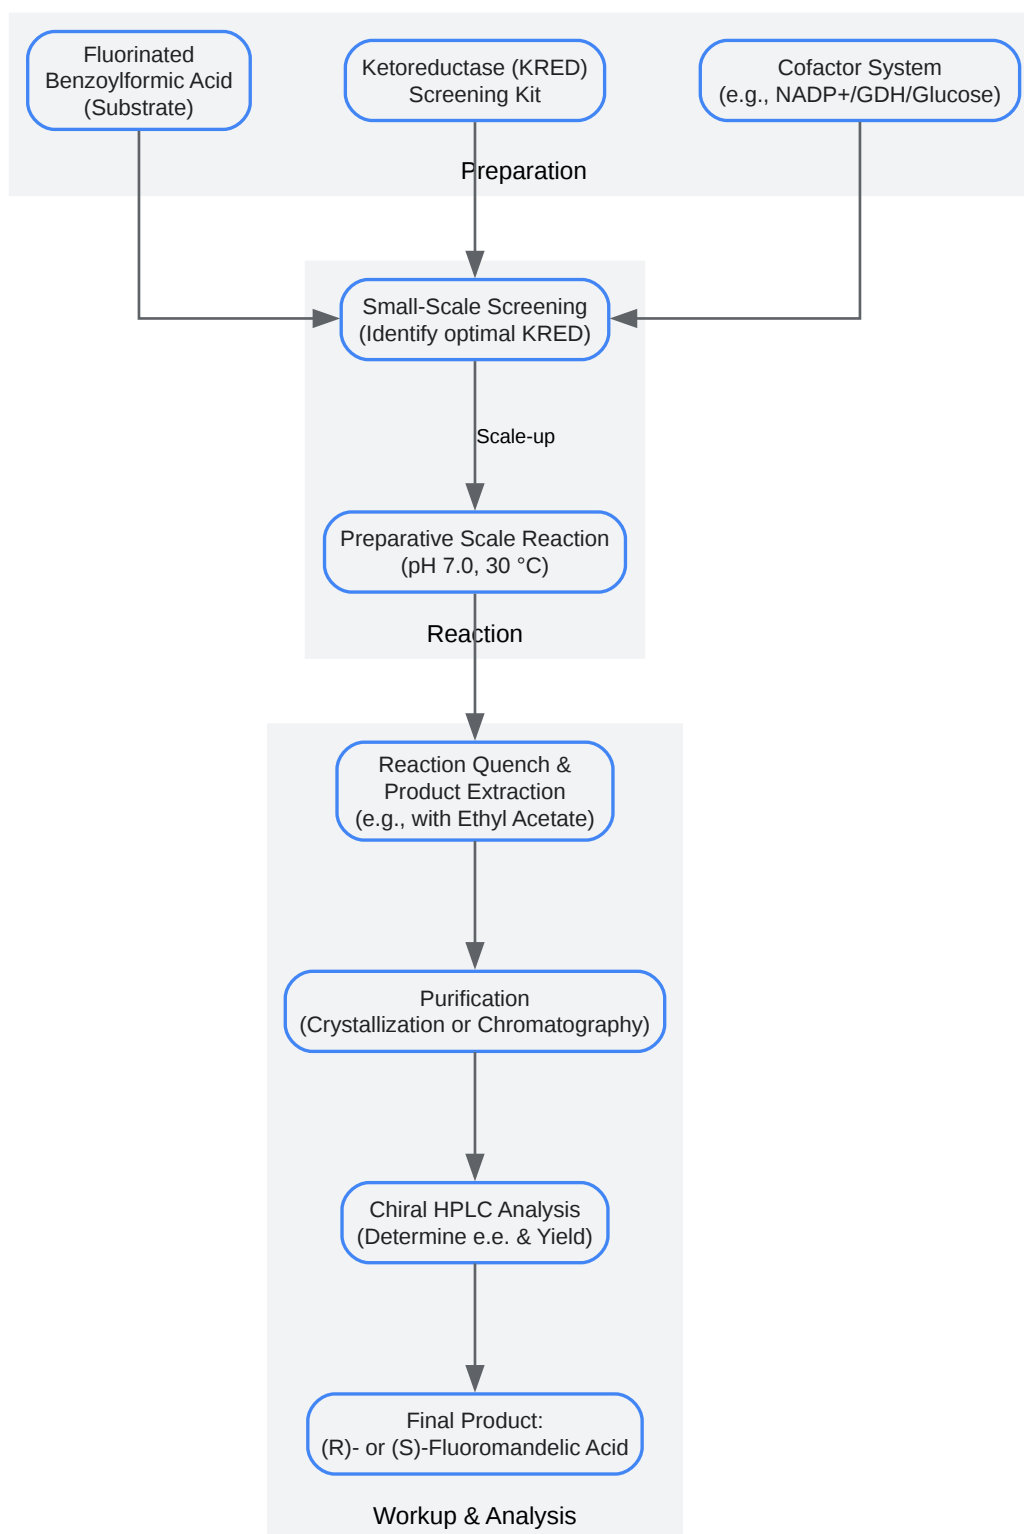 Fluorinated
Benzoylformic Acid
(Substrate)
Ketoreductase (KRED)
Screening Kit
Cofactor System
(e.g., NADP+/GDH/Glucose)
Preparation
Small-Scale Screening
(Identify optimal KRED)
Scale-up
Preparative Scale Reaction
(pH 7.0, 30 °C)
Reaction
Reaction Quench &
Product Extraction
(e.g., with Ethyl Acetate)
Purification
(Crystallization or Chromatography)
Chiral HPLC Analysis
(Determine e.e. & Yield)
Final Product:
(R)- or (S)-Fluoromandelic Acid
Workup & Analysis